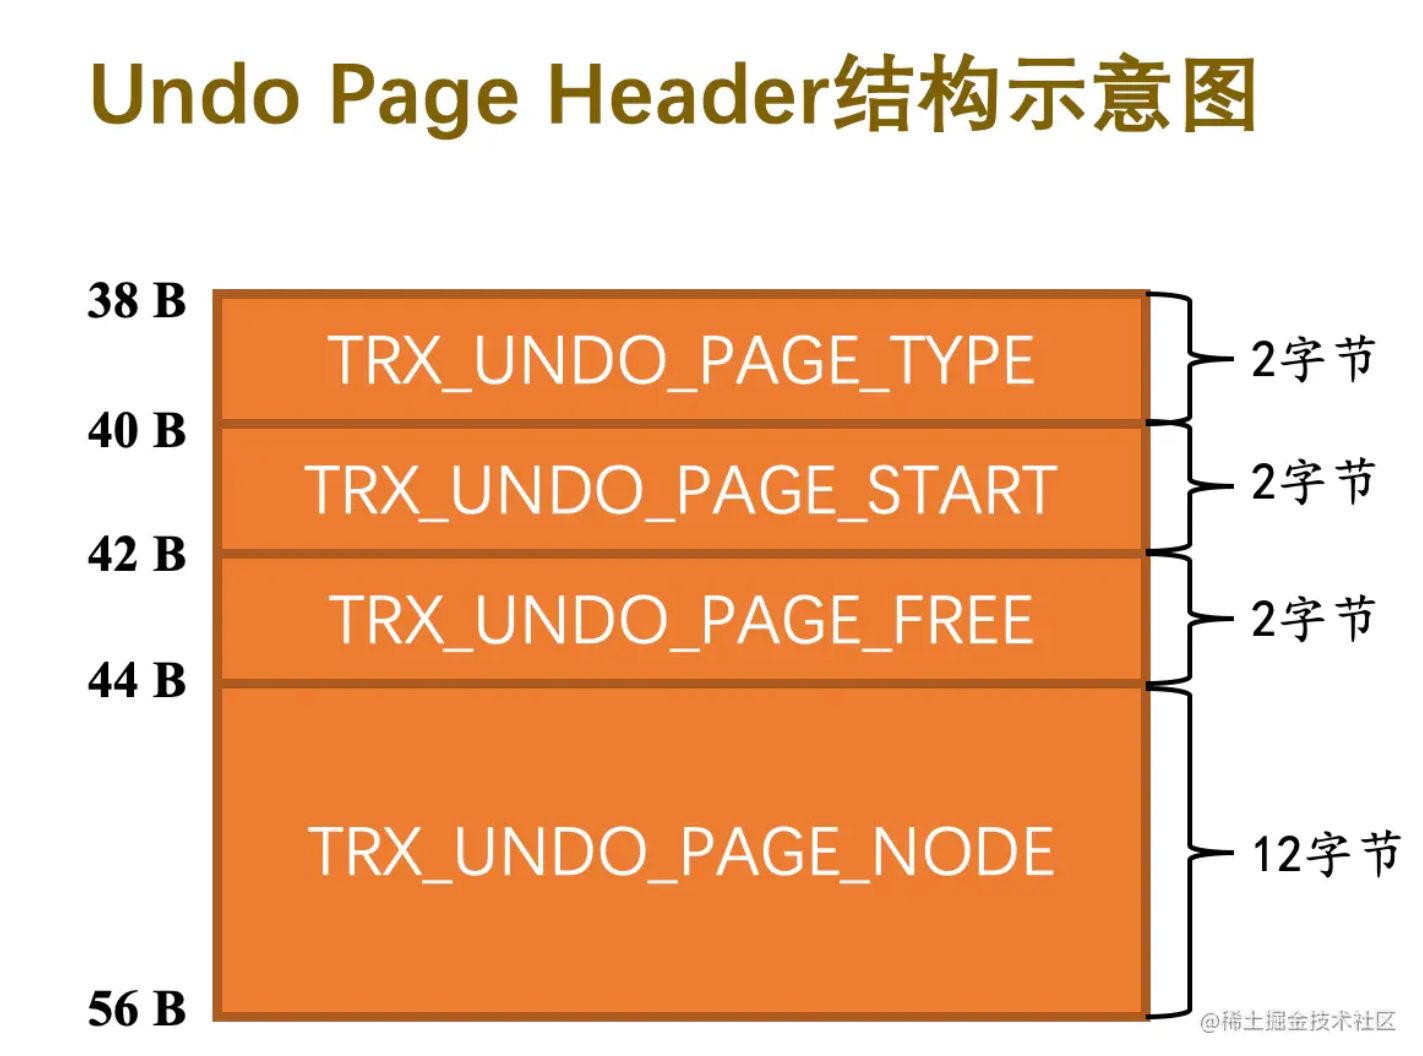 Undo Page Header结构示意图
38 B
TRX_UNDO_PAGE_TYPE
2字节
40 B
TRX_UNDO_PAGE_START
2字节
42 B
TRX_UNDO_PAGE_FREE
2字节
44 B
TRX_UNDO_PAGE_NODE
12字节
56 B
@稀土掘金技术社区